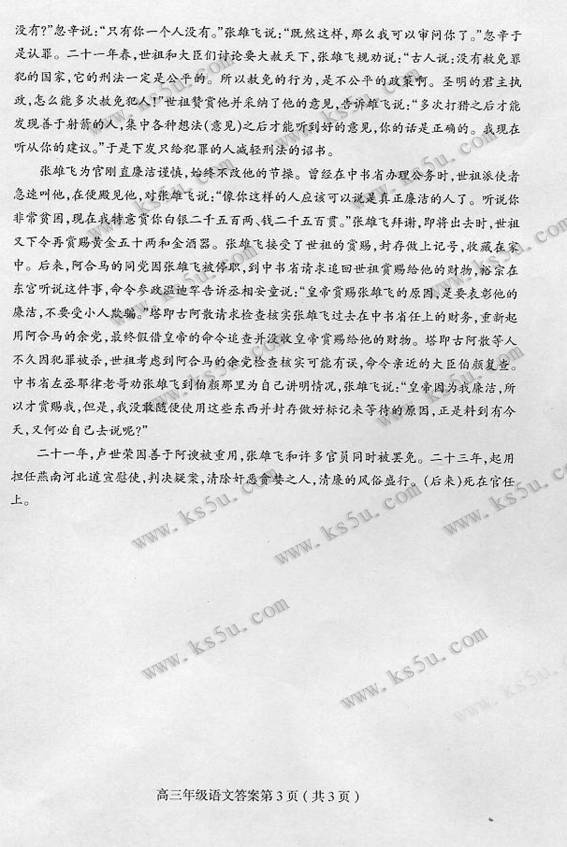 没有?”忽辛说:“只有你一个人没有。”张雄飞说:“既然这样,那么我可以审问你了。”忽辛于
是认罪。二十一年春,世祖和大臣们讨论要大赦天下,张雄飞规劝说:“古人说:没有赦免罪
犯的国家,它的刑法一定是公平的。所以赦免的行为,是不公平的政策啊。圣明的君主执
政,怎么能多次赦免犯人!”世祖赞赏他并采纳了他的意见,告诉雄飞说:“多次打猎之后才能
发现善于射箭的人,集中各种想法(意见)之后才能听到好的意见,你的话是正确的。我现在
听从你的建议。”于是下发只给犯罪的人减轻刑法的诏书。
张雄飞为官刚直廉洁谨慎,始终不改他的节操。曾经在中书省办理公务时,世祖派使者
急速叫他,在便殿见他,对张雄飞说:“像你这样的人应该可以说是真正廉洁的人了。听说你
非常贫困,现在我特意赏你白银二千五百两、钱二千五百贯。”张雄飞拜谢,即将出去时,世祖
又下令再赏赐黄金五十两和金酒器。张雄飞接受了世祖的赏赐,封存做上记号,收藏在家
中。后来,阿合马的同党因张雄飞被停职,到中书省请求追回世祖赏赐给他的财物,裕宗在
东宫听说这件事,命令参政温迪罕告诉丞相安童说:“皇帝赏赐张雄飞的原因,是要表彰他的
廉洁,不要受小人欺骗。”塔即古阿散请求检查核实张雄飞过去在中书省任上的财务,重新起
用阿合马的余党,最终假借皇帝的命令追查并没收皇帝赏赐给他的财物。塔即古阿散等人
不久因犯罪被杀,世祖考虑到阿合马的余党检查核实可能有误,命令亲近的大臣伯颜复查。
中书省左丞耶律老哥劝张雄飞到伯颜那里为自己讲明情况,张雄飞说:“皇帝因为我廉洁,所
以才赏赐我,但是,我没敢随便使用这些东西并封存做好标记来等待的原因,正是料到有今
天,又何必自己去说呢?”
二十一年,卢世荣因善于阿谀被重用,张雄飞和许多官员同时被罢免。二十三年,起用
担任燕南河北道宣慰使,判决疑案,清除奸恶贪婪之人,清廉的风俗盛行。(后来)死在官任
上。
www.ks5u.com
www.ks5u.com
www.ks5u.com
www.ks5u.com
www.ks5u.com
www.ks5u.com
www.ks5u.com
www.ks5u.com
高三年级语文答案第3页(共3页)